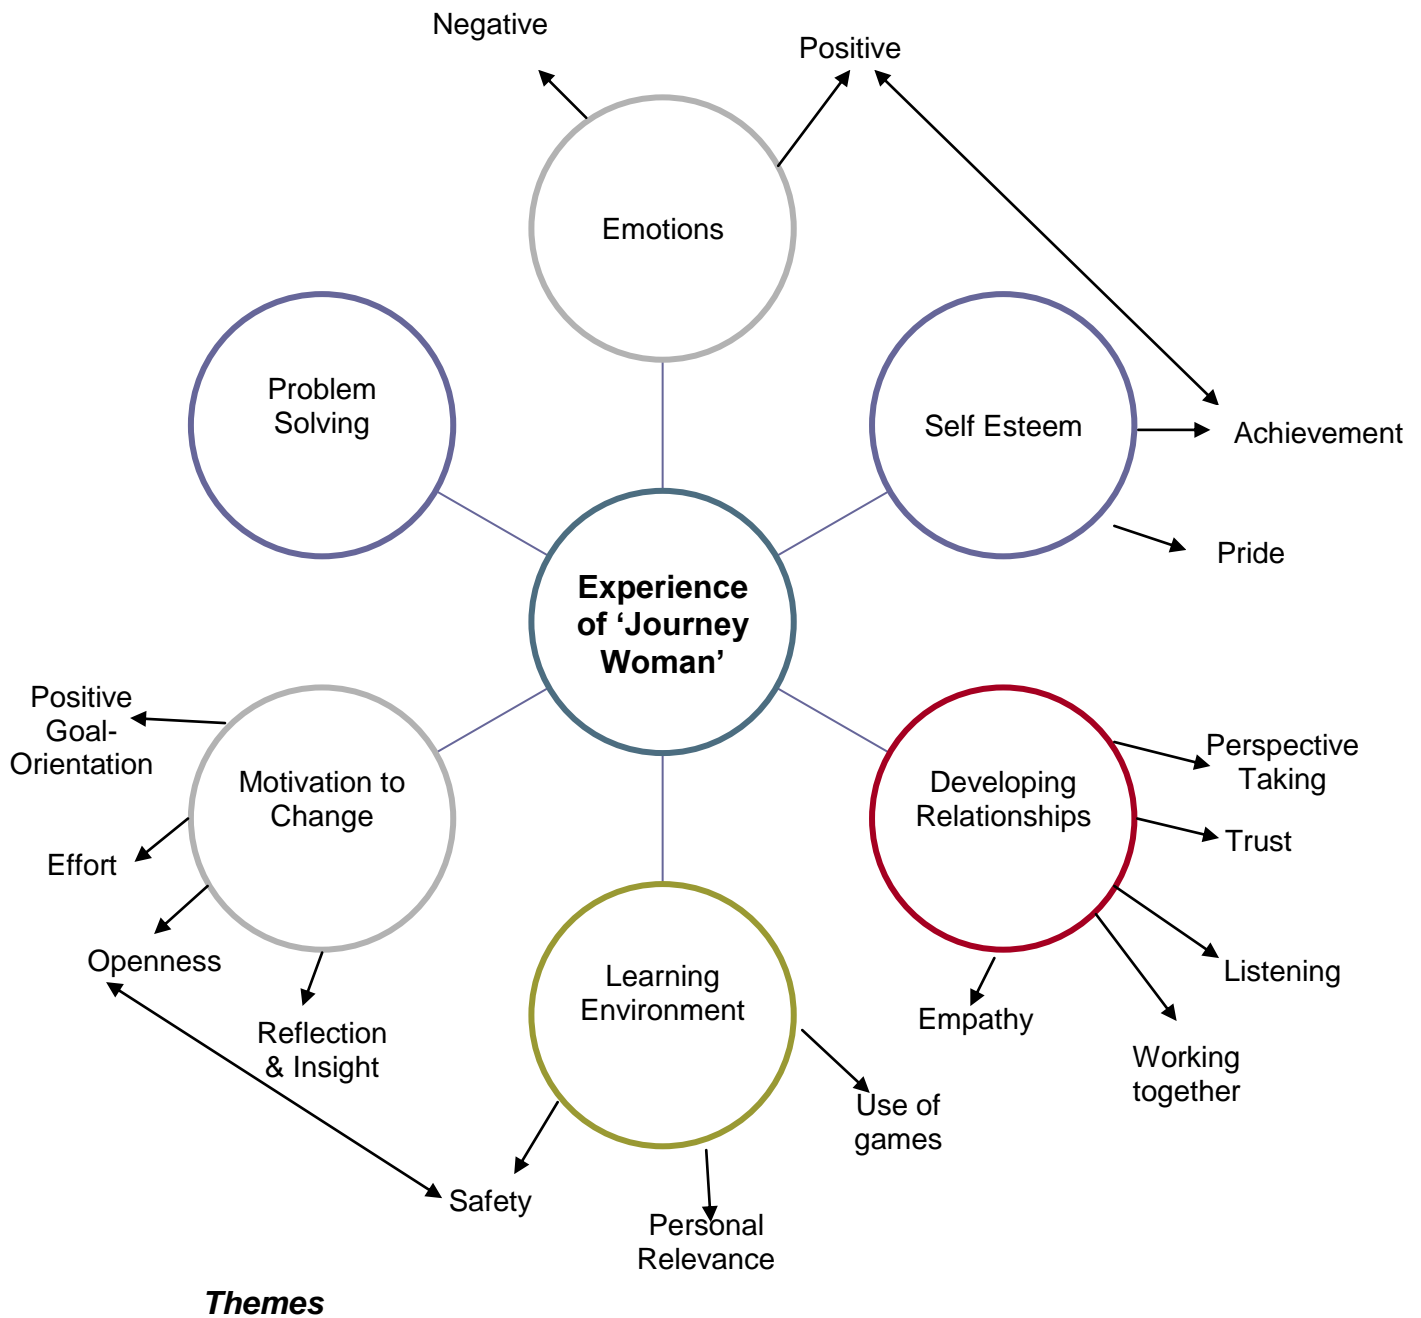 Negative
Positive
Emotions
Problem
Solving
Self Esteem
Achievement
Pride
Experience
of ‘Journey
Woman’
Positive
Goal-
Orientation
Motivation to
Change
Effort
Openness
Reflection
& Insight
Developing
Relationships
Perspective
Taking
Trust
Listening
Working
together
Empathy
Learning
Environment
Use of
games
Safety
Personal
Relevance
Themes